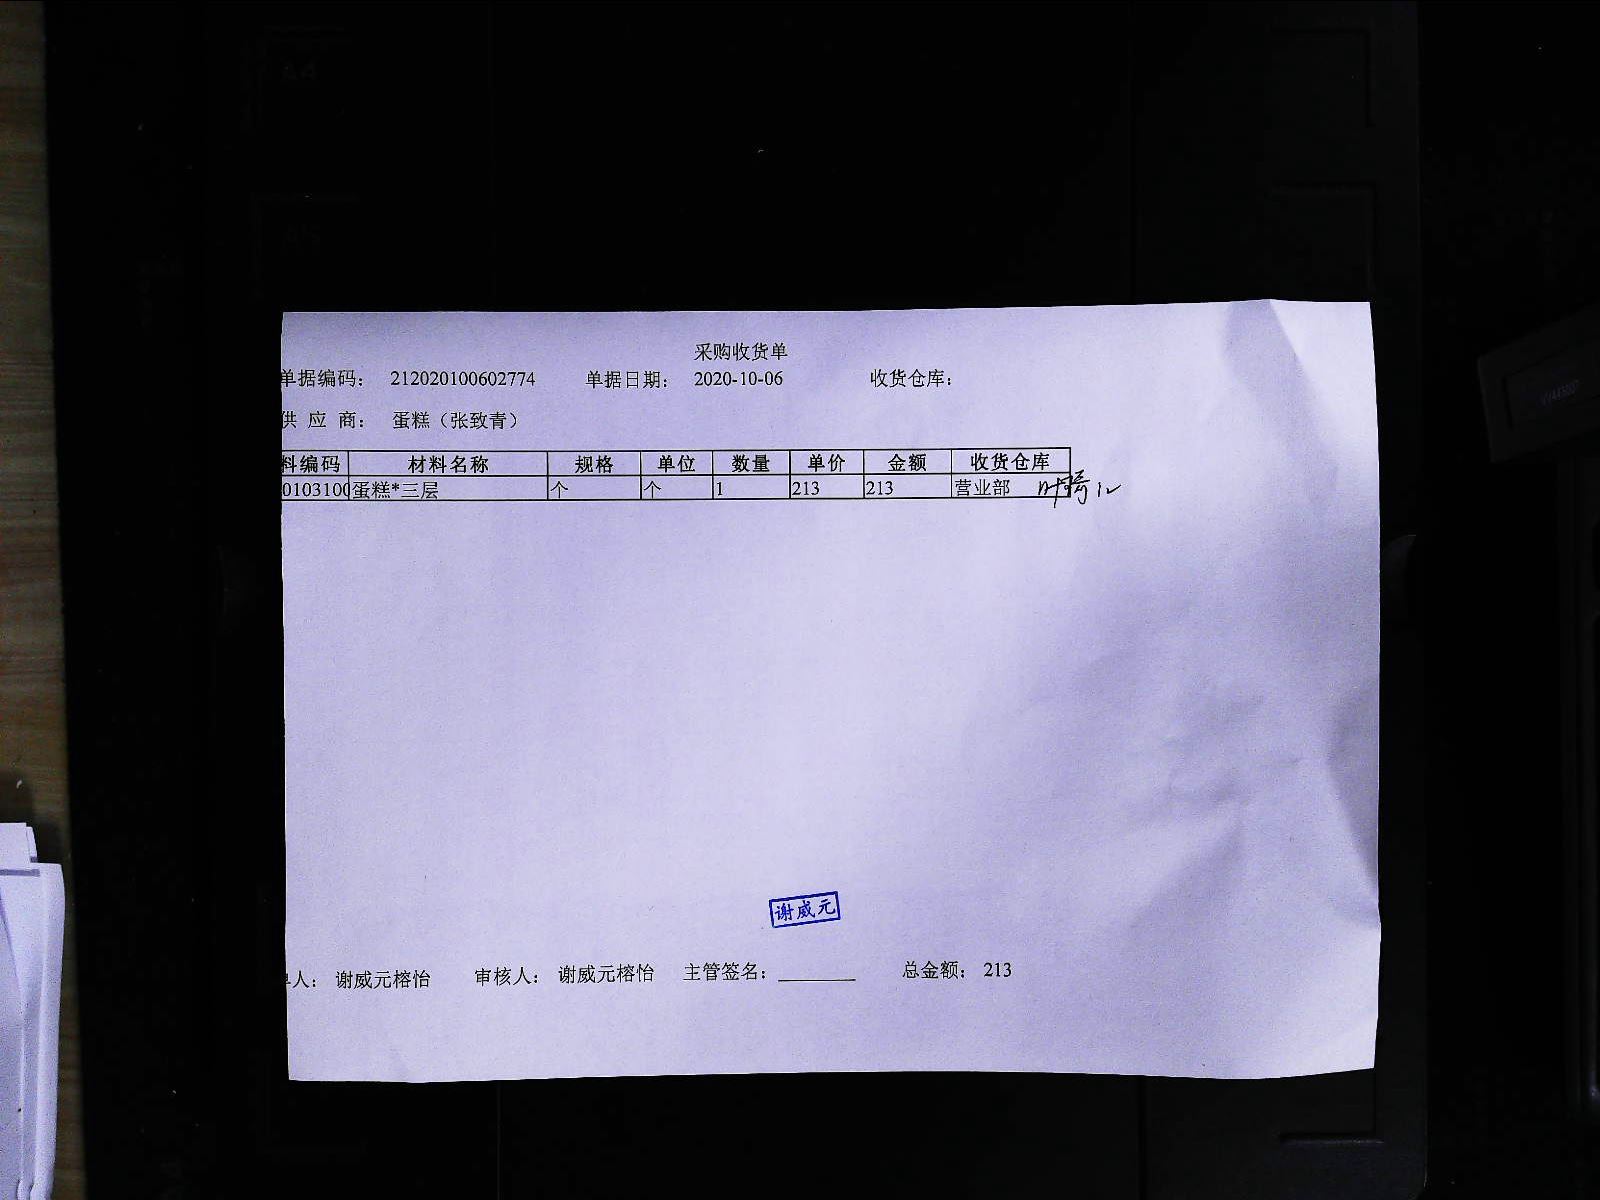 采购收货单
单据编码： 212020100602774 单据日期： 2020-10-06 收货仓库：
供 应 商： 蛋糕（张致青）
料编码 材料名称 规格 单位 数量 单价 金额 收货仓库
0103100 蛋糕*三层 个 个 1 213 213 营业部
谢威元
人： 谢威元榕怡 审核人： 谢威元榕怡 主管签名： 总金额： 213